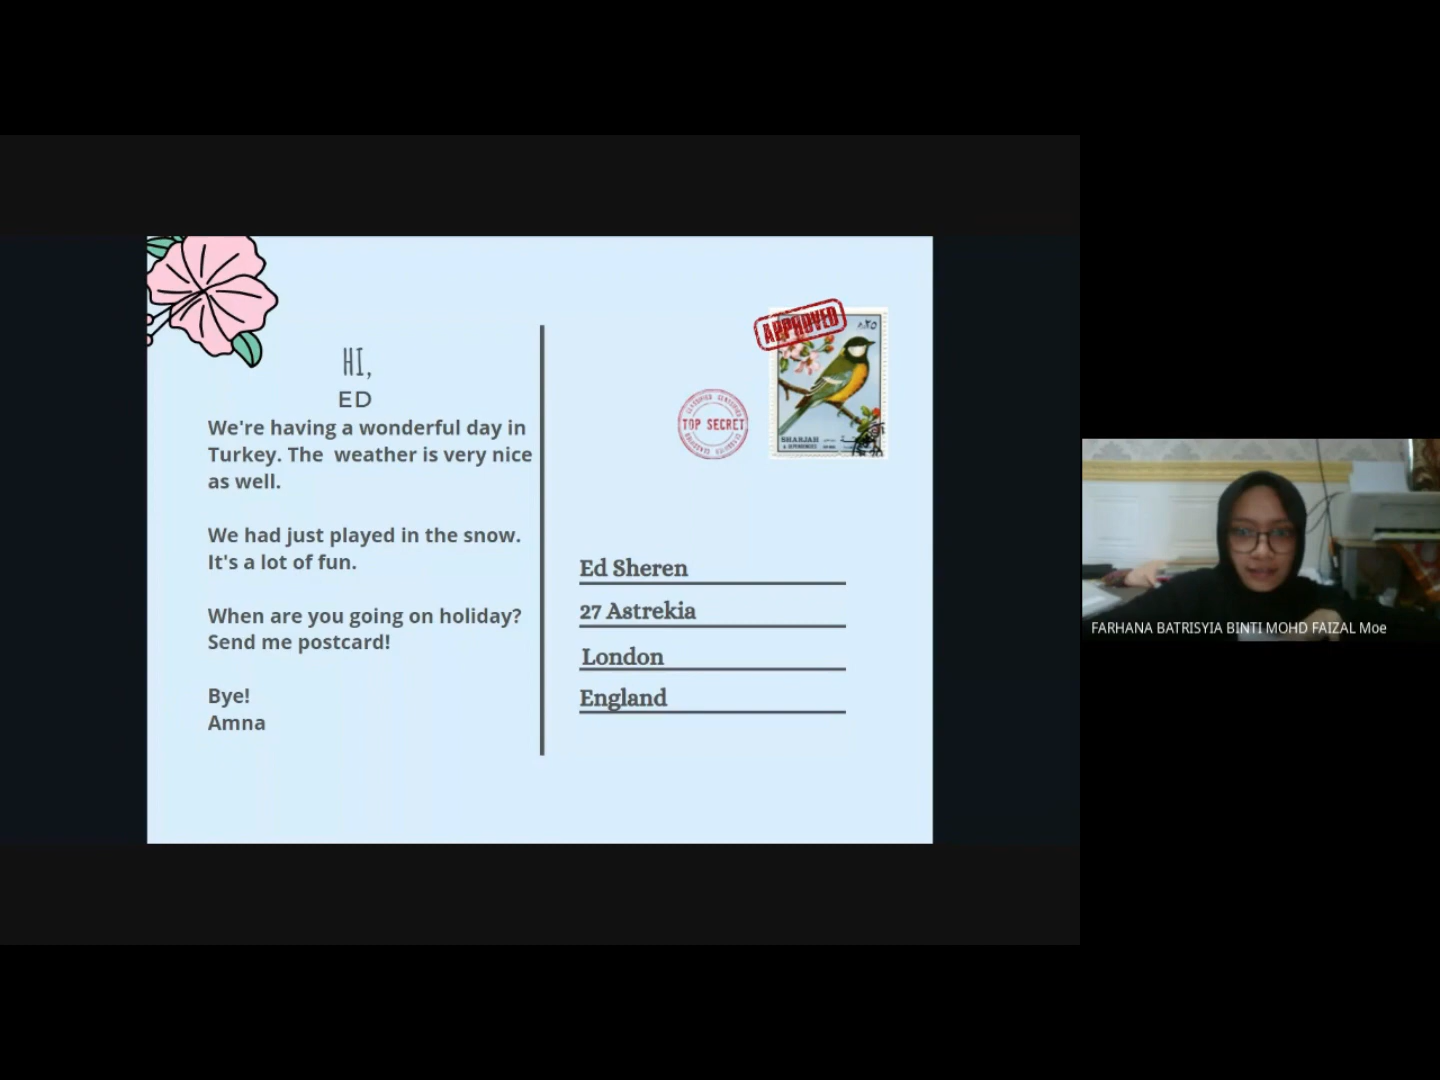 HI,
ED
We're having a wonderful day in
Turkey. The weather is very nice
as well.
We had just played in the snow.
It's a lot of fun.
When are you going on holiday?
Send me postcard!
Bye!
Amna
APPROVED
TOP SECRET
SHARJAH
& DEPENDENCIES
Ed Sheren
27 Astrekia
London
England
FARHANA BATRISYIA BINTI MOHD FAIZAL Moe